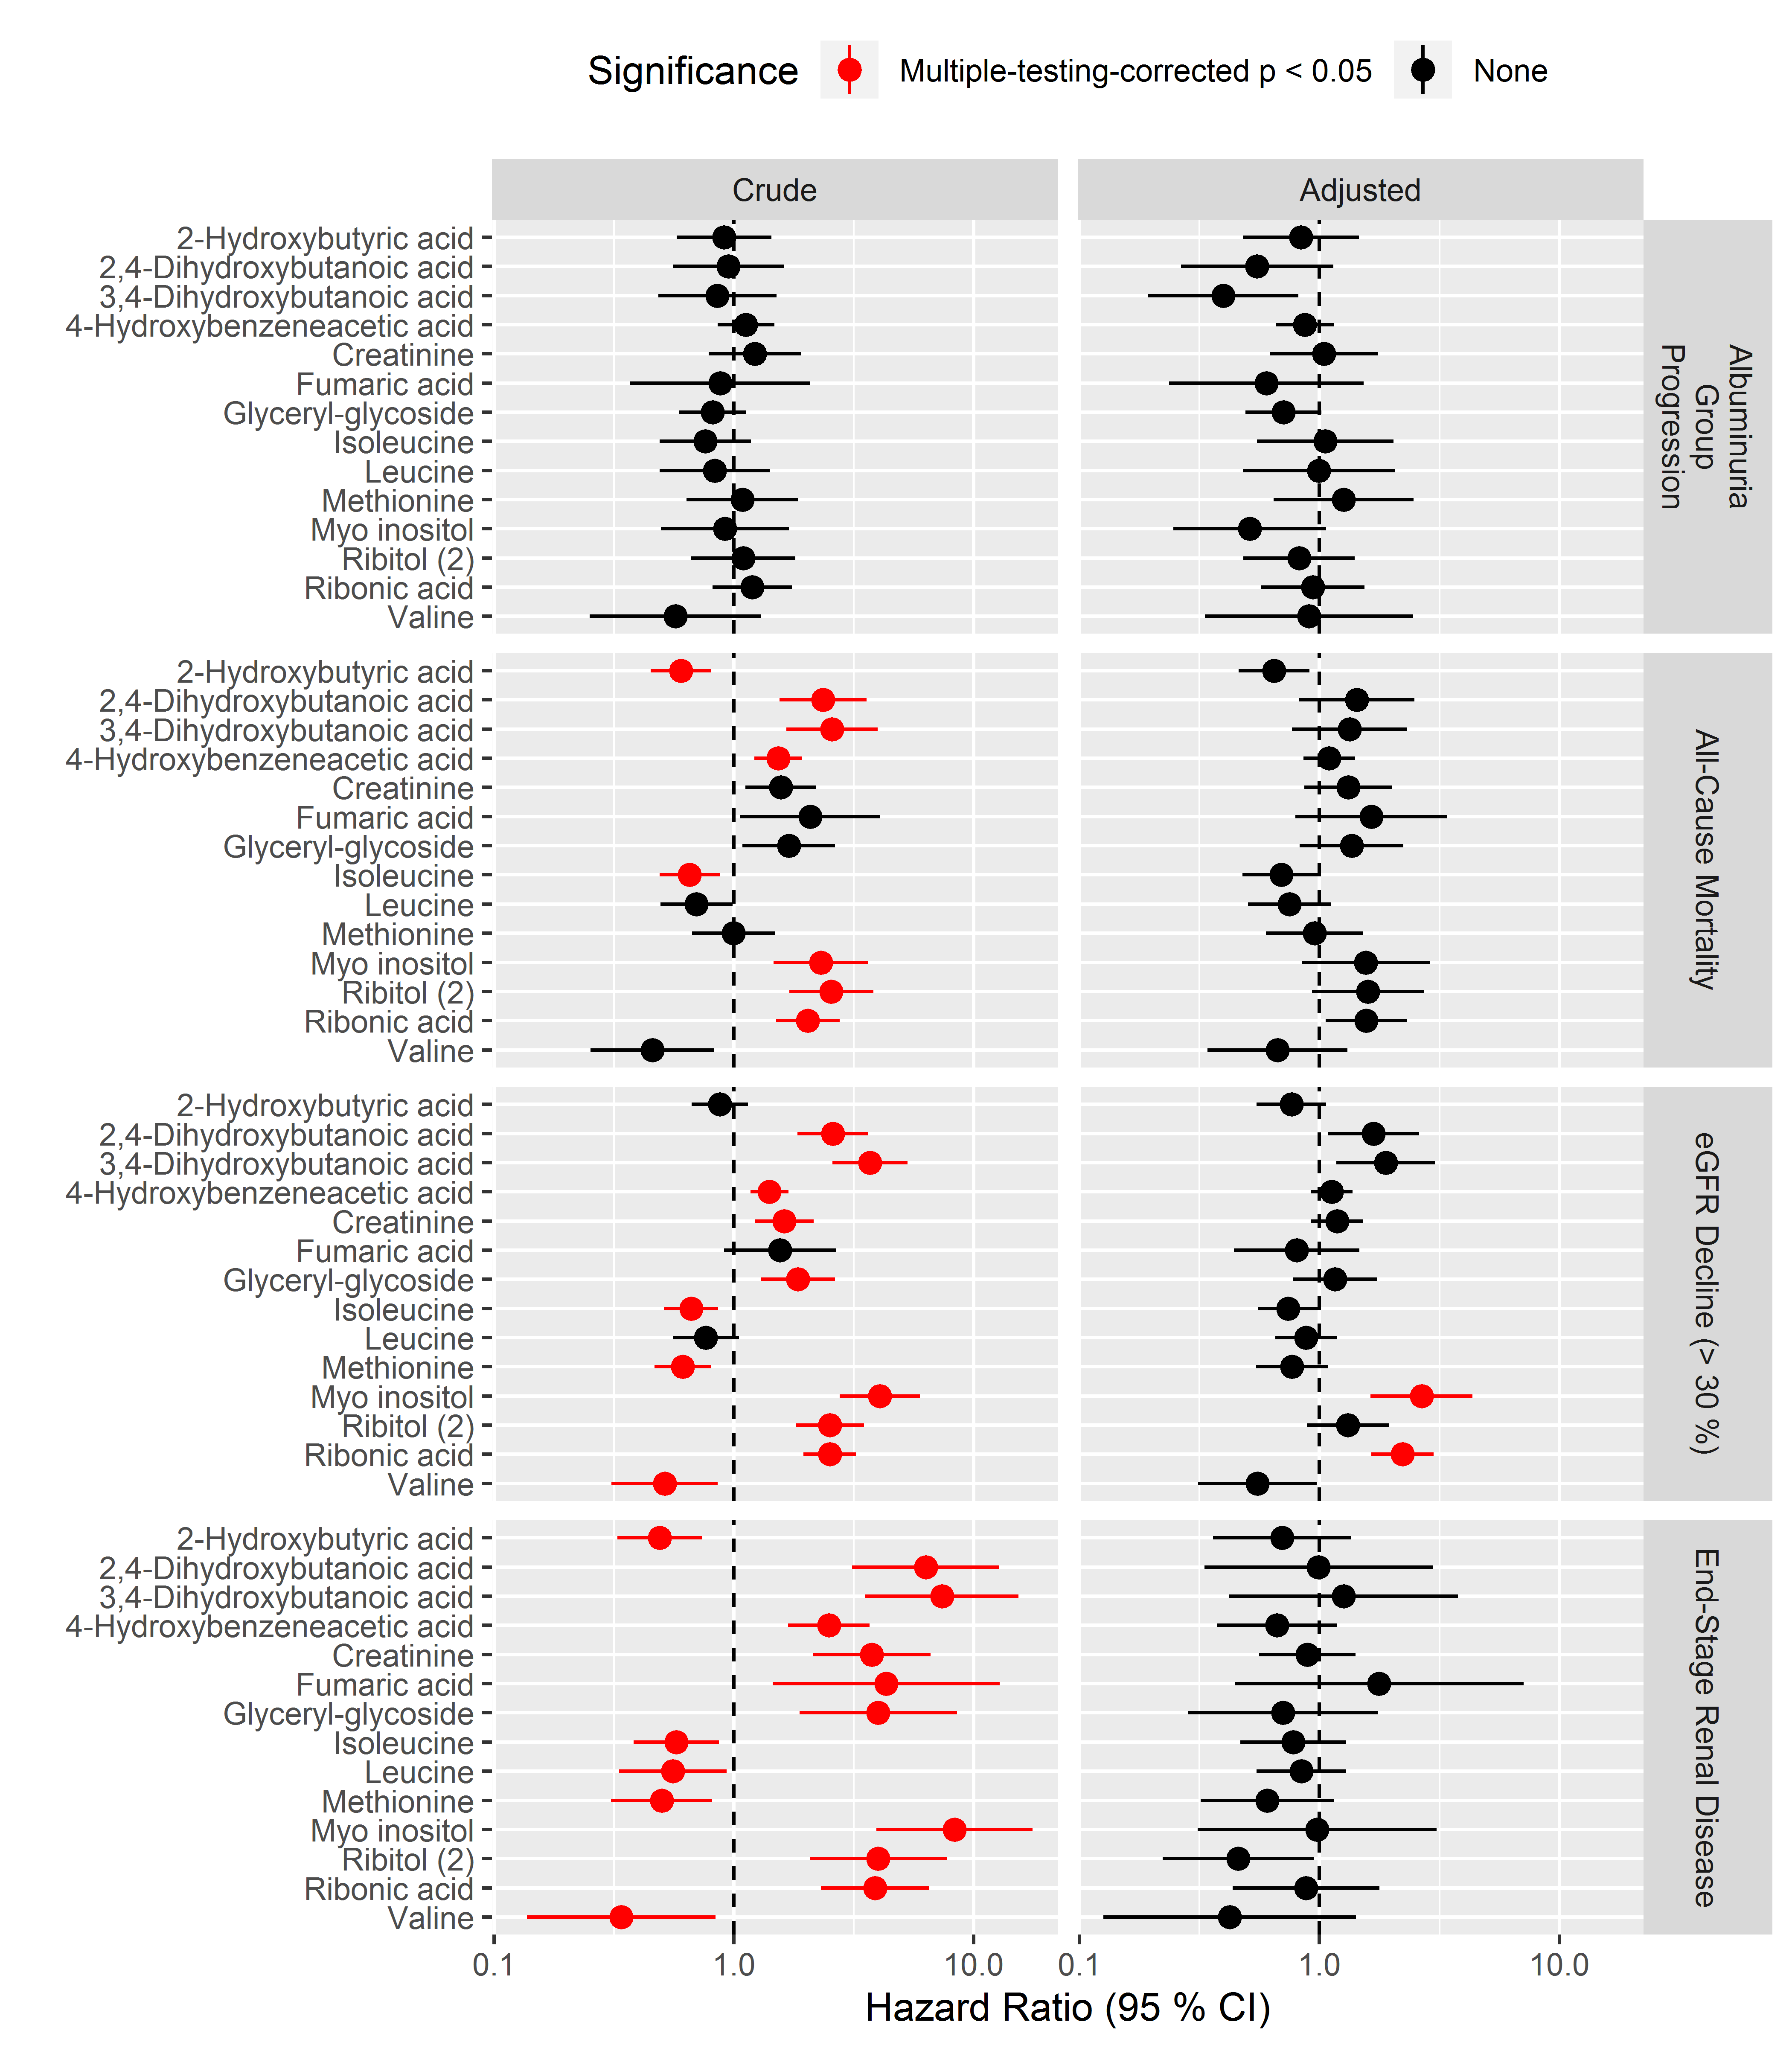 Significance Multiple-testing-corrected p < 0.05 None
Crude Adjusted
2-Hydroxybutyric acid
2,4-Dihydroxybutanoic acid
3,4-Dihydroxybutanoic acid
4-Hydroxybenzeneacetic acid
Creatinine
Fumaric acid
Glyceryl-glycoside
Isoleucine
Leucine
Methionine
Myo inositol
Ribitol (2)
Ribonic acid
Valine
Albuminuria
Group
Progression
2-Hydroxybutyric acid
2,4-Dihydroxybutanoic acid
3,4-Dihydroxybutanoic acid
4-Hydroxybenzeneacetic acid
Creatinine
Fumaric acid
Glyceryl-glycoside
Isoleucine
Leucine
Methionine
Myo inositol
Ribitol (2)
Ribonic acid
Valine
All-Cause Mortality
2-Hydroxybutyric acid
2,4-Dihydroxybutanoic acid
3,4-Dihydroxybutanoic acid
4-Hydroxybenzeneacetic acid
Creatinine
Fumaric acid
Glyceryl-glycoside
Isoleucine
Leucine
Methionine
Myo inositol
Ribitol (2)
Ribonic acid
Valine
eGFR Decline (> 30 %)
2-Hydroxybutyric acid
2,4-Dihydroxybutanoic acid
3,4-Dihydroxybutanoic acid
4-Hydroxybenzeneacetic acid
Creatinine
Fumaric acid
Glyceryl-glycoside
Isoleucine
Leucine
Methionine
Myo inositol
Ribitol (2)
Ribonic acid
Valine
End-Stage Renal Disease
0.1 1.0 10.0 0.1 1.0 10.0
Hazard Ratio (95 % CI)